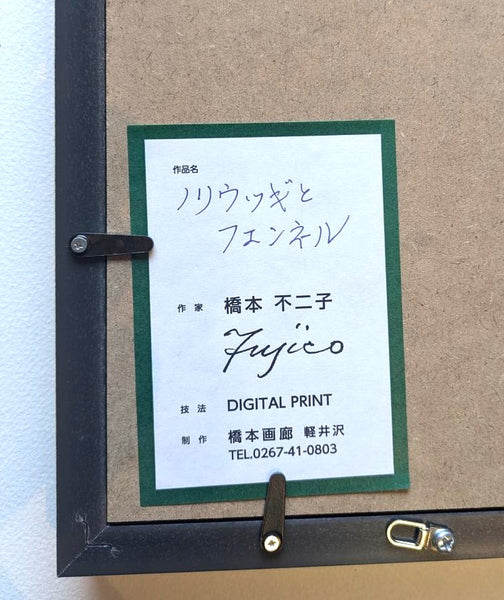 作品名
ノリウツギと
フェンネル
作家 橋本 不二子
Fujico
技法 DIGITAL PRINT
制作 橋本画廊 軽井沢
TEL.0267-41-0803